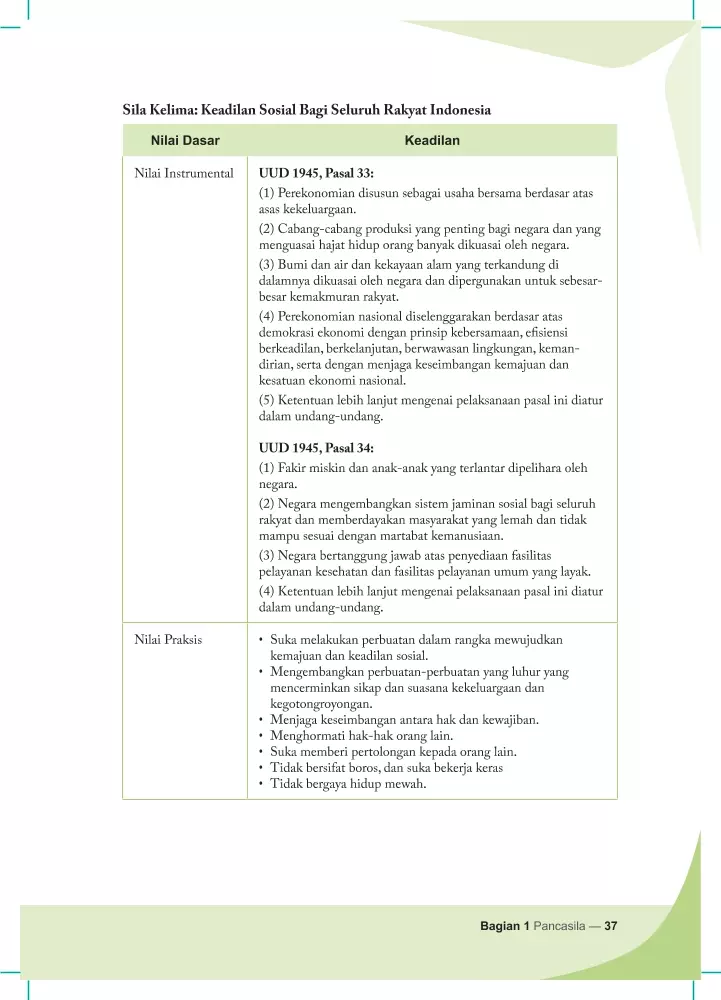 Sila Kelima: Keadilan Sosial Bagi Seluruh Rakyat Indonesia
Nilai Dasar Keadilan
Nilai Instrumental UUD 1945, Pasal 33:
(1) Perekonomian disusun sebagai usaha bersama berdasar atas
asas kekeluargaan.
(2) Cabang-cabang produksi yang penting bagi negara dan yang
menguasai hajat hidup orang banyak dikuasai oleh negara.
(3) Bumi dan air dan kekayaan alam yang terkandung di
dalamnya dikuasai oleh negara dan dipergunakan untuk sebesar-
besar kemakmuran rakyat.
(4) Perekonomian nasional diselenggarakan berdasar atas
demokrasi ekonomi dengan prinsip kebersamaan, efisiensi
berkeadilan, berkelanjutan, berwawasan lingkungan, keman-
dirian, serta dengan menjaga keseimbangan kemajuan dan
kesatuan ekonomi nasional.
(5) Ketentuan lebih lanjut mengenai pelaksanaan pasal ini diatur
dalam undang-undang.
UUD 1945, Pasal 34:
(1) Fakir miskin dan anak-anak yang terlantar dipelihara oleh
negara.
(2) Negara mengembangkan sistem jaminan sosial bagi seluruh
rakyat dan memberdayakan masyarakat yang lemah dan tidak
mampu sesuai dengan martabat kemanusiaan.
(3) Negara bertanggung jawab atas penyediaan fasilitas
pelayanan kesehatan dan fasilitas pelayanan umum yang layak.
(4) Ketentuan lebih lanjut mengenai pelaksanaan pasal ini diatur
dalam undang-undang.
Nilai Praksis • Suka melakukan perbuatan dalam rangka mewujudkan
kemajuan dan keadilan sosial.
• Mengembangkan perbuatan-perbuatan yang luhur yang
mencerminkan sikap dan suasana kekeluargaan dan
kegotongroyongan.
• Menjaga keseimbangan antara hak dan kewajiban.
• Menghormati hak-hak orang lain.
• Suka memberi pertolongan kepada orang lain.
• Tidak bersifat boros, dan suka bekerja keras
• Tidak bergaya hidup mewah.
Bagian 1 Pancasila — 37